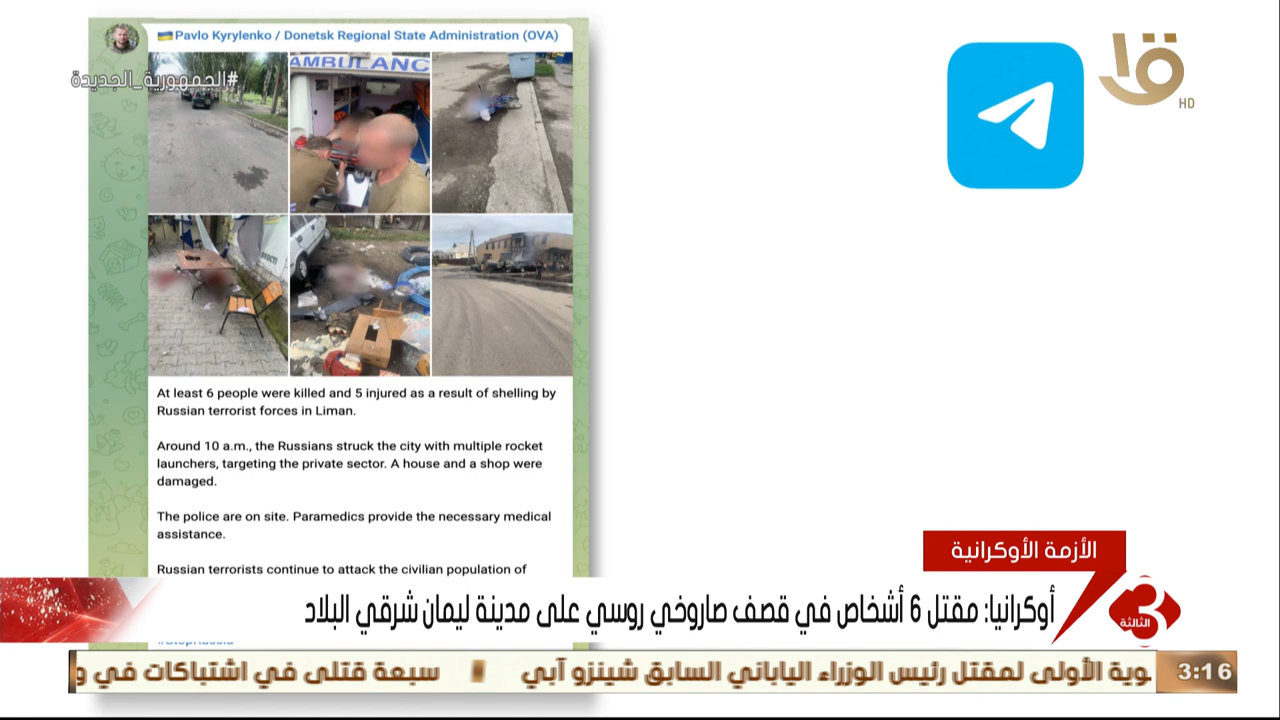 Pavlo Kyrylenko / Donetsk Regional State Administration (OVA)
#الجمهورية_الجديدة
AMBULANC
HD
At least 6 people were killed and 5 injured as a result of shelling by
Russian terrorist forces in Liman.
Around 10 a.m., the Russians struck the city with multiple rocket
launchers, targeting the private sector. A house and a shop were
damaged.
The police are on site. Paramedics provide the necessary medical
assistance.
Russian terrorists continue to attack the civilian population of
الأزمة الأوكرانية
أوكرانيا: مقتل 6 أشخاص في قصف صاروخي روسي على مدينة ليمان شرقي البلاد
3 الثالثة
ـوية الأولى لمقتل رئيس الوزراء الياباني السابق شينزو آبي
سبعة قتلى في اشتباكات في و
3:16